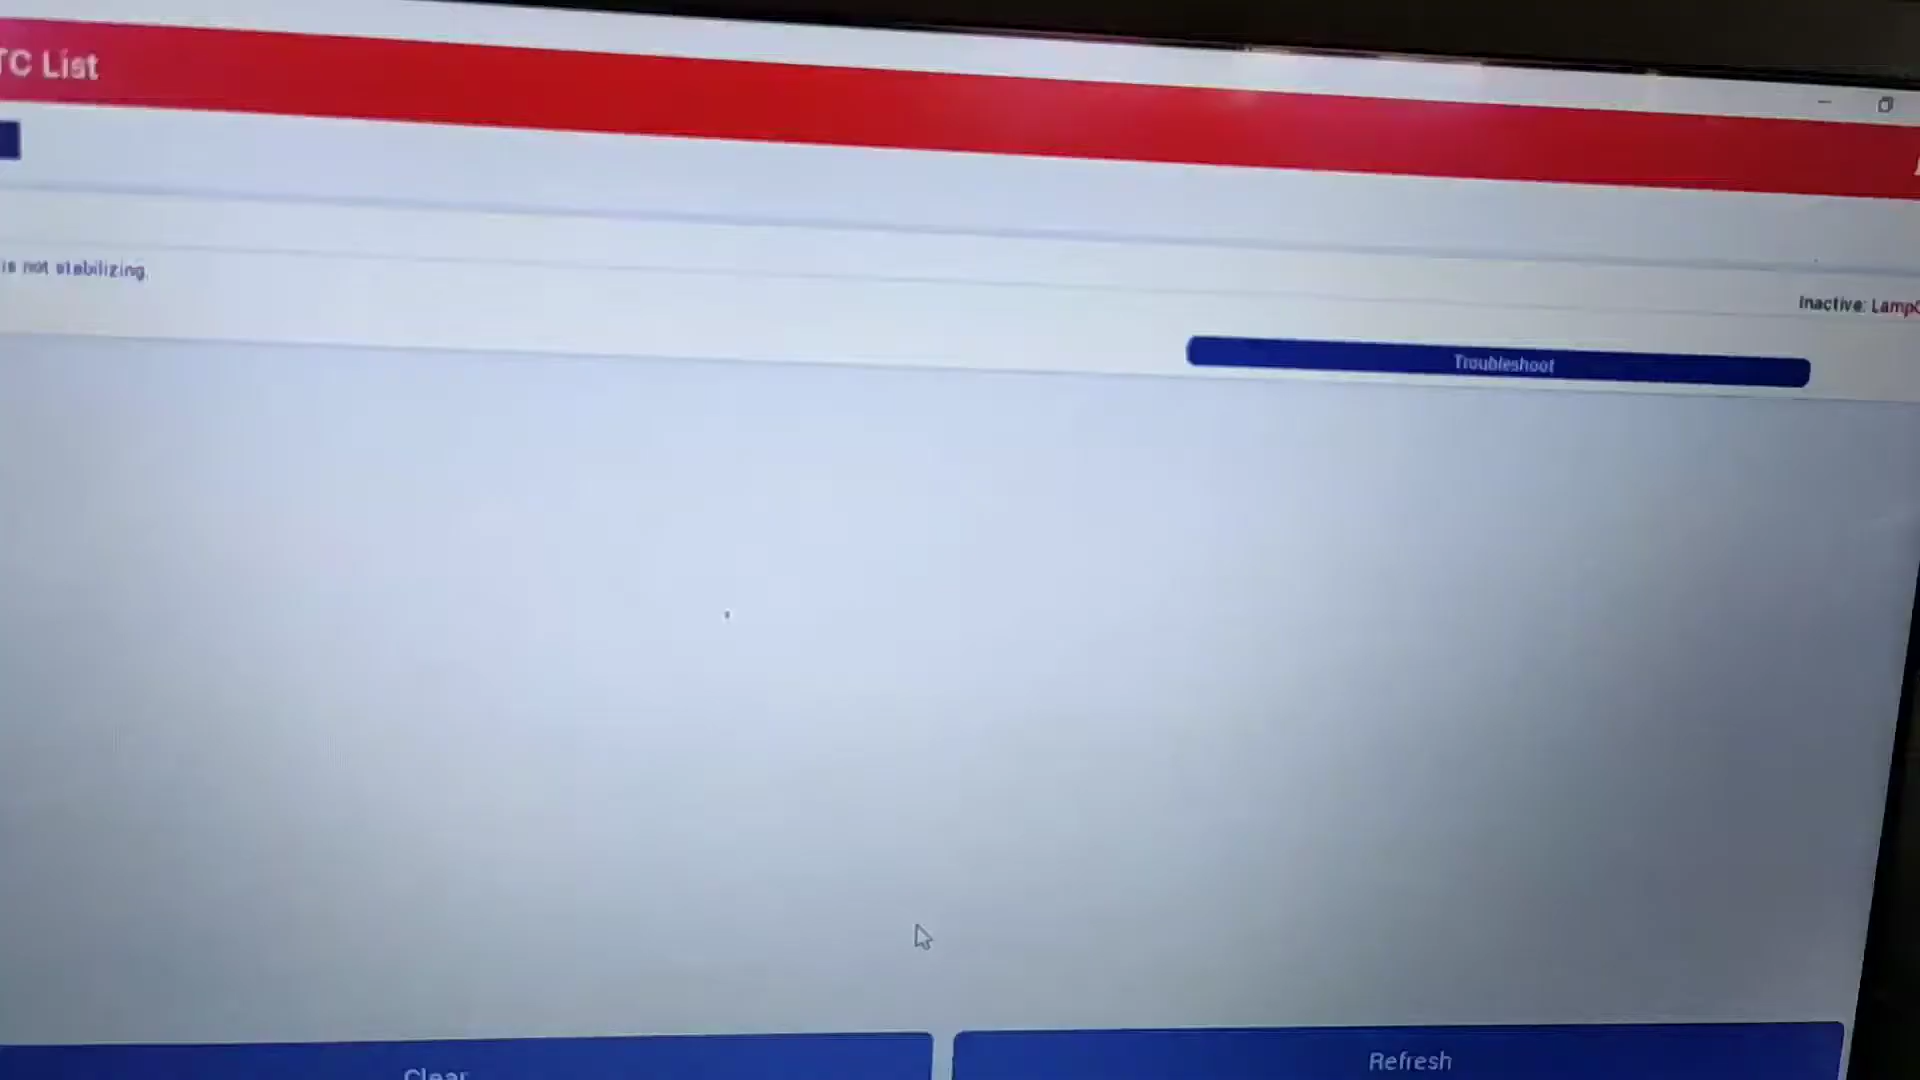 TC List
is not stabilizing.
Inactive: Lamp
Troubleshoot
Clear
Refresh